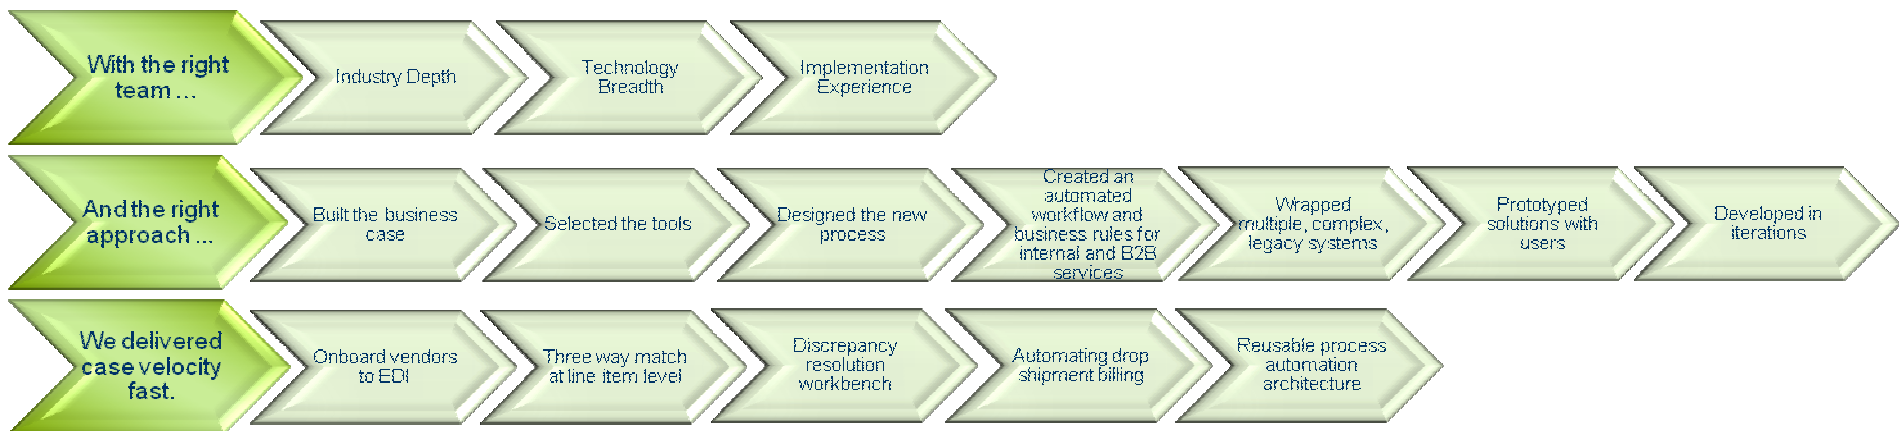 With the right
team ...
Industry Depth
Technology
Breadth
Implementation
Experience
And the right
approach ...
Built the business
case
Selected the tools
Designed the new
process
Created an
automated
workflow and
business rules for
internal and B2B
services
Wrapped
multiple, complex,
legacy systems
Prototyped
solutions with
users
Developed in
iterations
We delivered
case velocity
fast.
Onboard vendors
to EDI
Three way match
at line item level
Discrepancy
resolution
workbench
Automating drop
shipment billing
Reusable process
automation
architecture